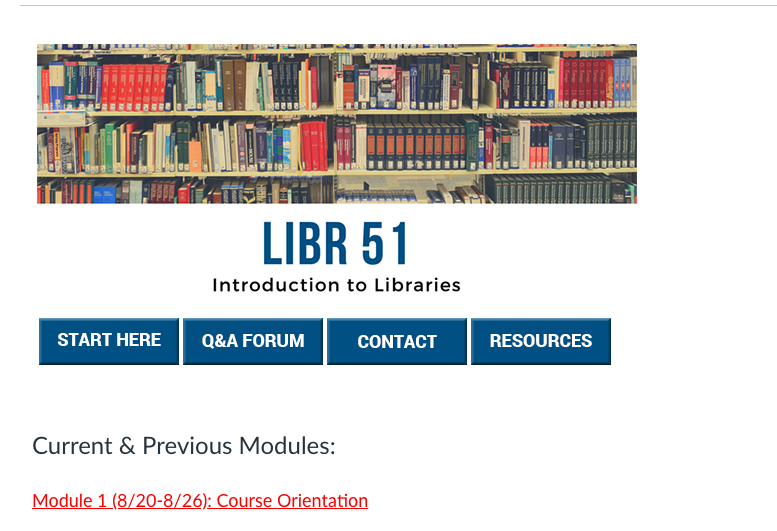 LIBR 51
Introduction to Libraries
START HERE Q&A FORUM CONTACT RESOURCES
Current & Previous Modules:
Module 1 (8/20-8/26): Course Orientation